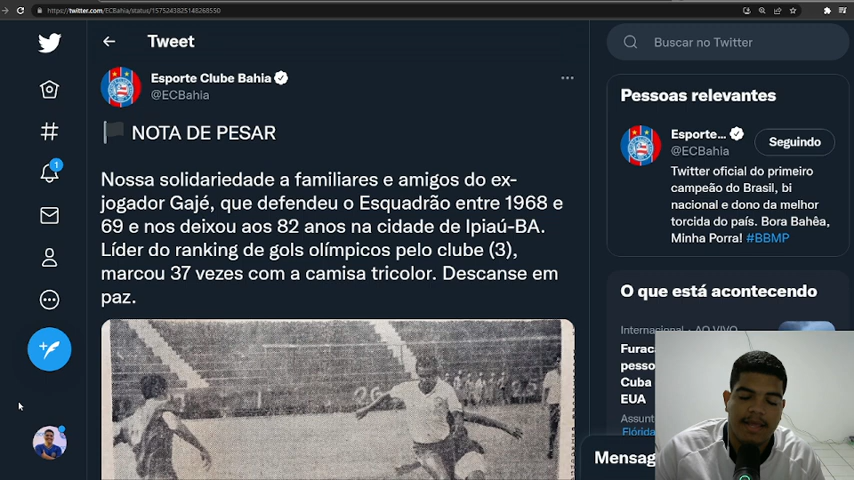 https://twitter.com/ECBahia/status/1575243825148268550
Tweet
Esporte Clube Bahia
@ECBahia
NOTA DE PESAR
Nossa solidariedade a familiares e amigos do ex-
jogador Gajé, que defendeu o Esquadrão entre 1968 e
69 e nos deixou aos 82 anos na cidade de Ipiaú-BA.
Líder do ranking de gols olímpicos pelo clube (3),
marcou 37 vezes com a camisa tricolor. Descanse em
paz.
1
Buscar no Twitter
Pessoas relevantes
Esporte...
@ECBahia
Seguindo
Twitter oficial do primeiro
campeão do Brasil, bi
nacional e dono da melhor
torcida do país. Bora Bahêa,
Minha Porra! #BBMP
O que está acontecendo
Internacional · AO VIVO
Furac
pesso
Cuba
EUA
Assunt
Flórida
Mensag